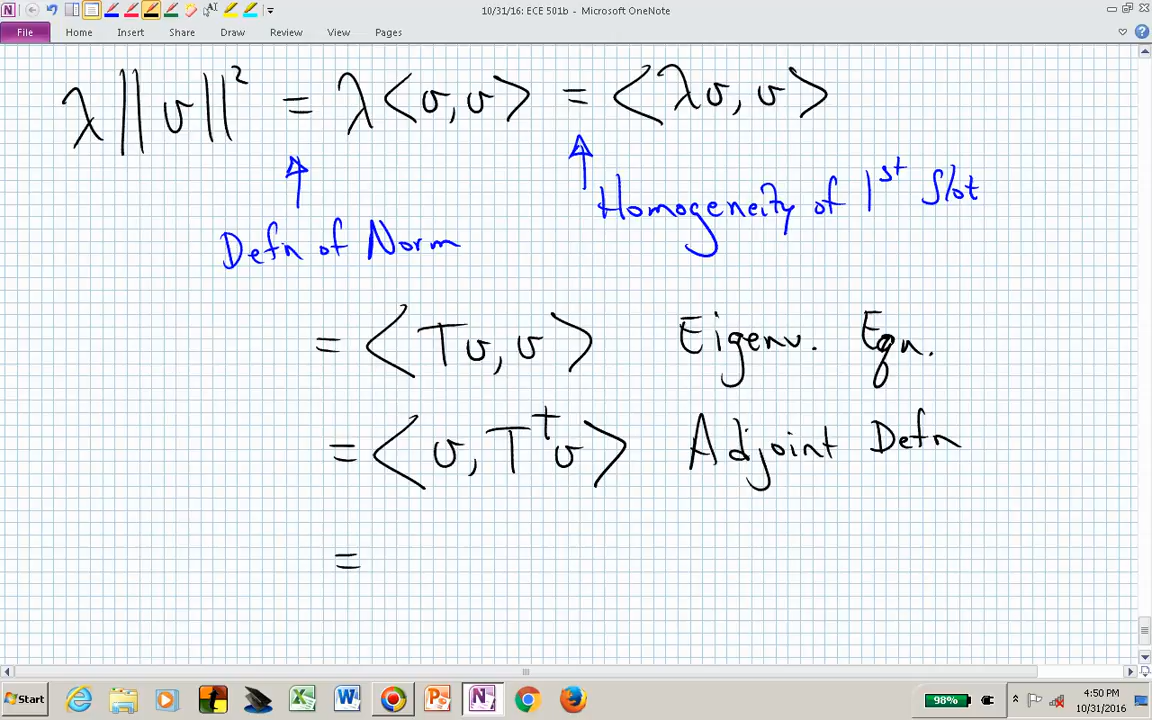 10/31/16: ECE 501b - Microsoft OneNote
File Home Insert Share Draw Review View Pages
λ||v||² = λ<v,v> = <λv, v>
Homogeneity of 1st Slot
Defn of Norm
= <Tv, v> Eigenv. Eqn.
= <v, T†v> Adjoint Defn
=
Start 98% 4:50 PM
10/31/2016